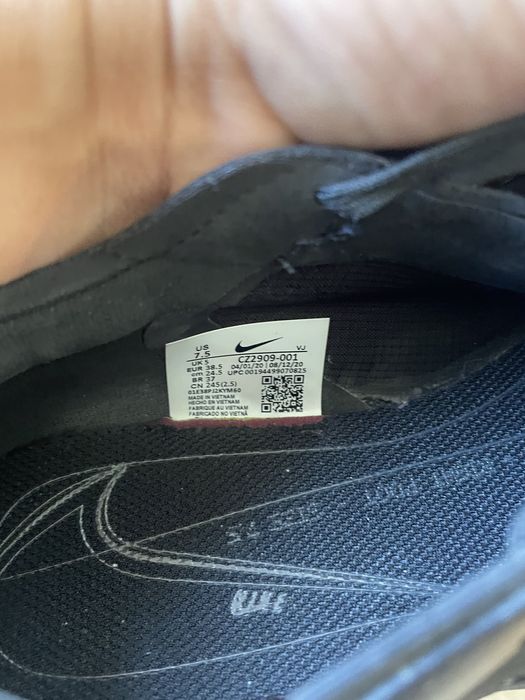 US
7.5
UK 5
EUR 38.5
cm 24.5
BR 37
CN 245(2.5)
01E38PJ2KYM60
MADE IN VIETNAM
HECHO EN VIETNAM
FABRIQUE AU VIETNAM
FABRICADO NO VIETNÃ
VJ
CZ2909-001
04/01/20 | 08/12/20
UPC 00194499070825